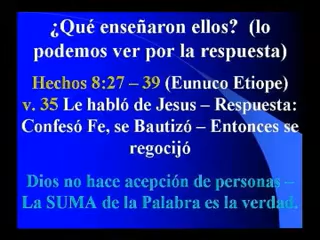 ¿Qué enseñaron ellos? (lo
podemos ver por la respuesta)
Hechos 8:27 – 39 (Eunuco Etiope)
v. 35 Le habló de Jesus – Respuesta:
Confesó Fe, se Bautizó – Entonces se
regocijó
Dios no hace acepción de personas –
La SUMA de la Palabra es la verdad.